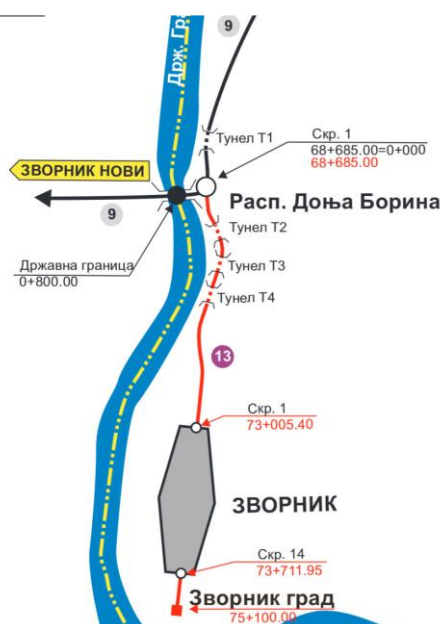 Држ. Гра
9
Тунел Т1
Скр. 1
68+685.00=0+000
68+685.00
ЗВОРНИК НОВИ
9
Расп. Доња Борина
Тунел Т2
Државна граница
0+800.00
Тунел Т3
Тунел Т4
13
Скр. 1
73+005.40
ЗВОРНИК
Скр. 14
73+711.95
Зворник град
75+100.00